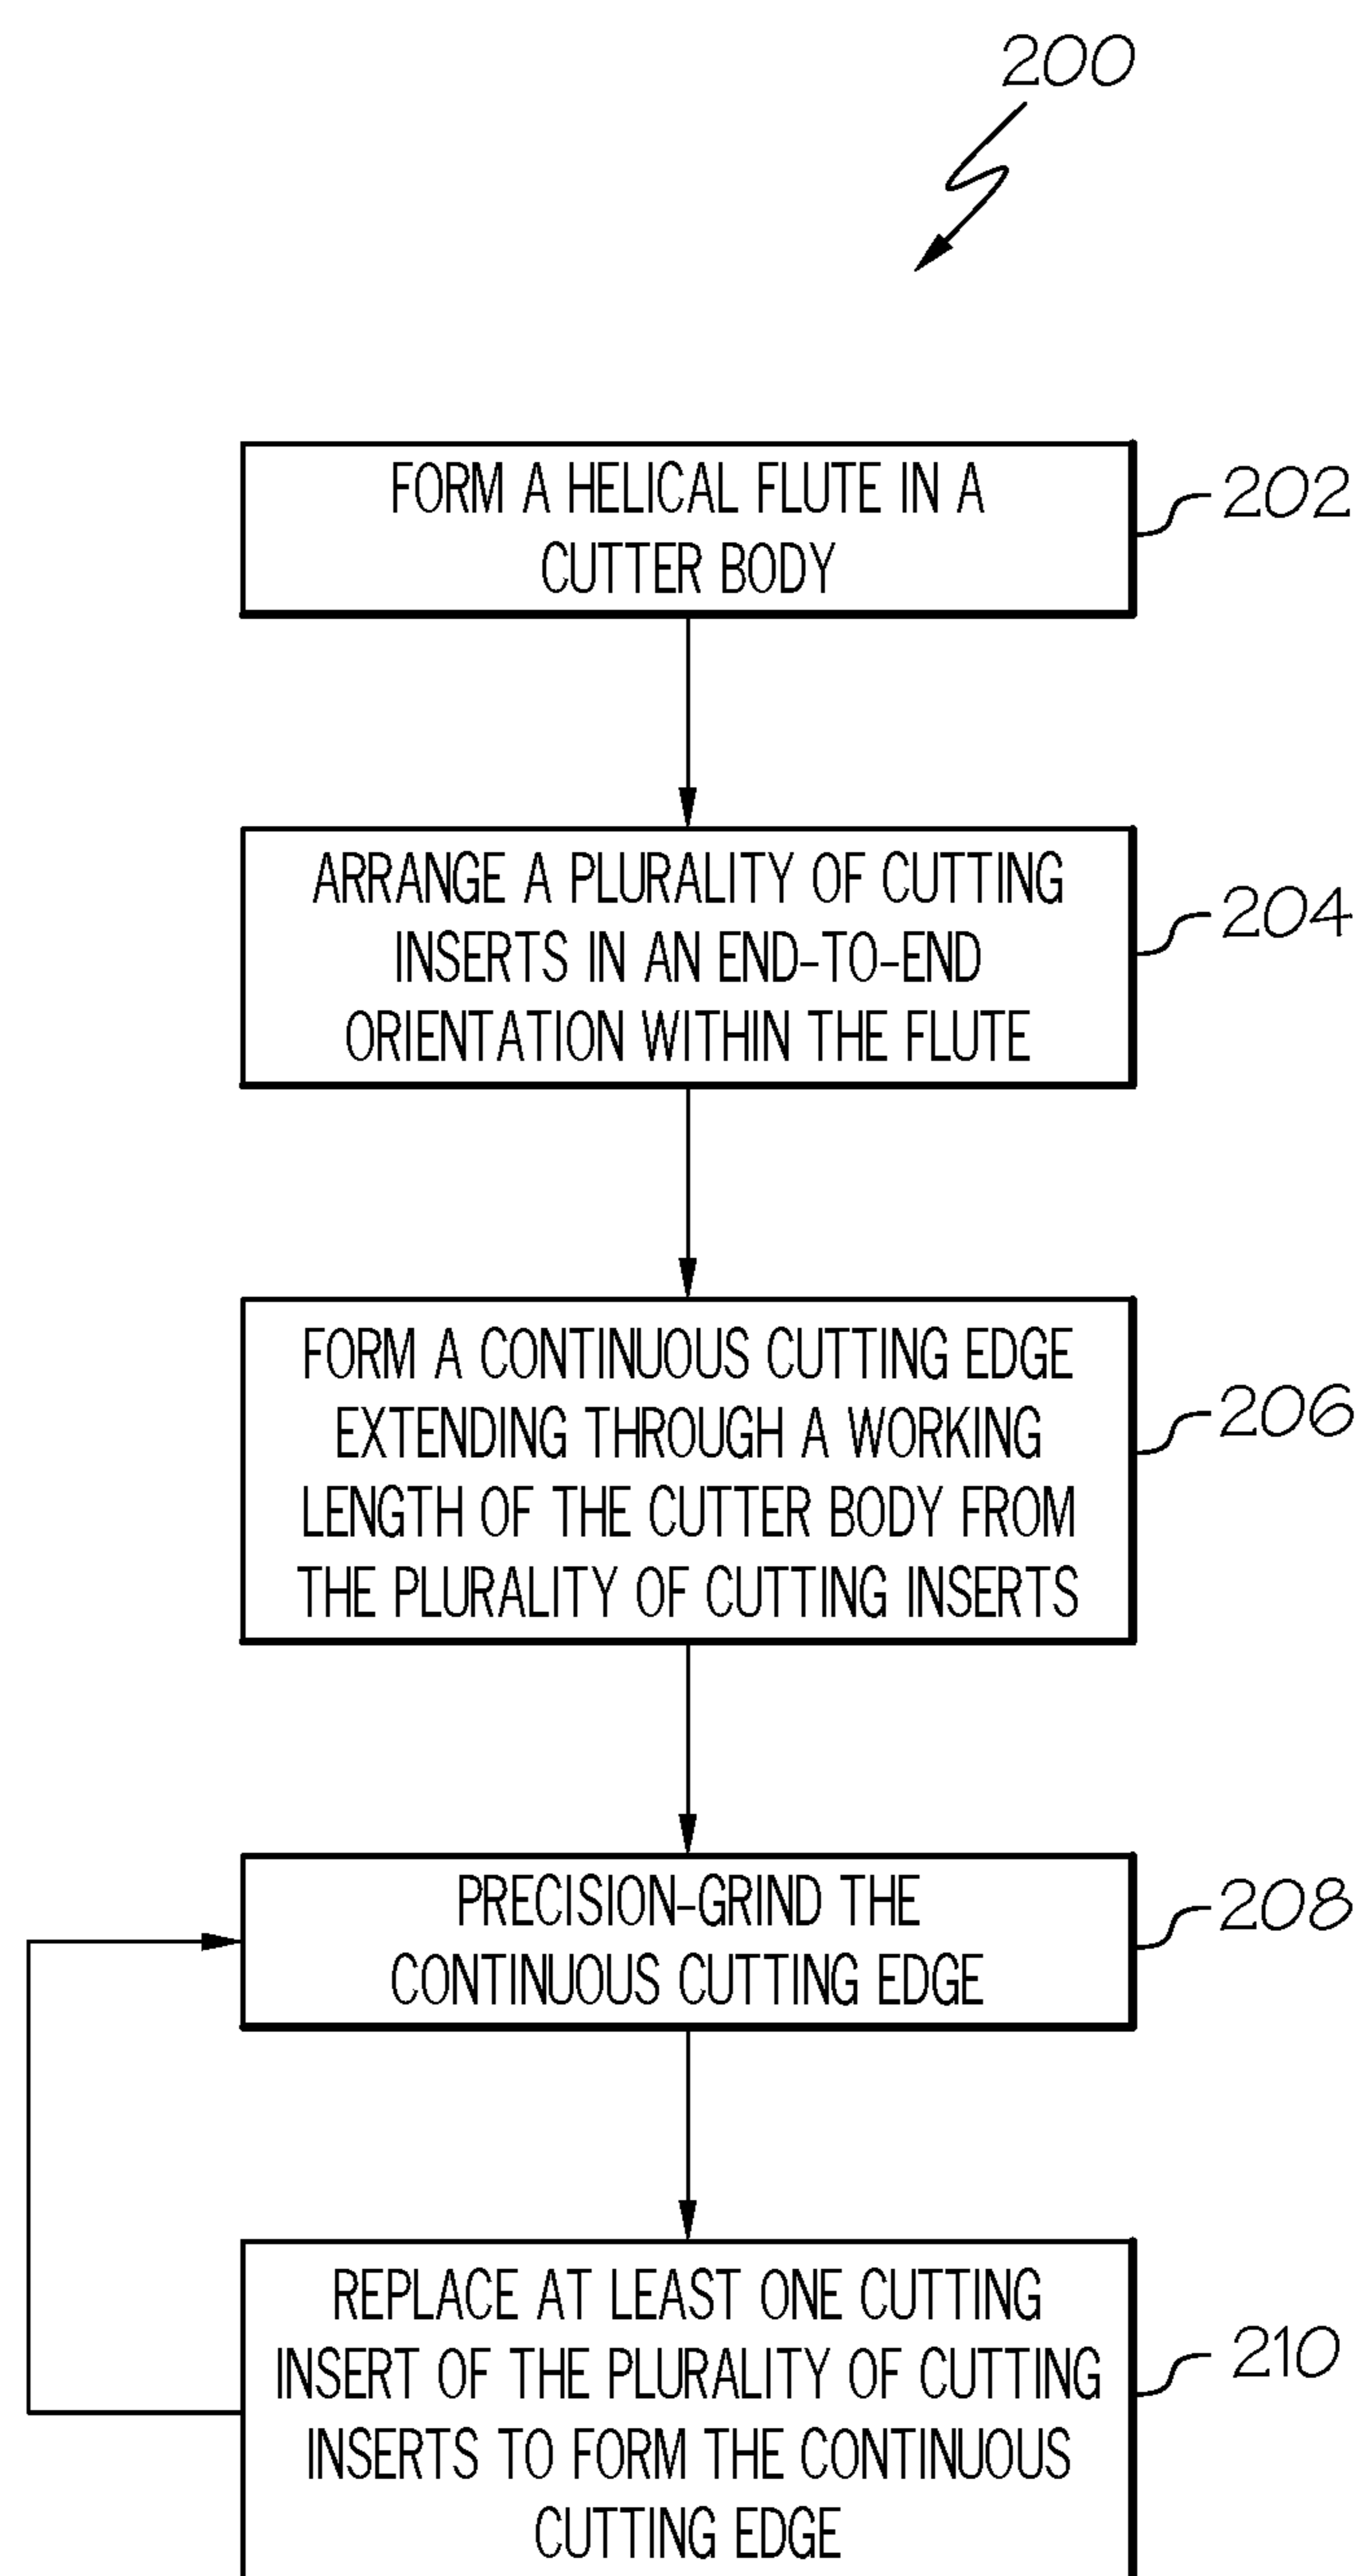 200
FORM A HELICAL FLUTE IN A
CUTTER BODY
202
ARRANGE A PLURALITY OF CUTTING
INSERTS IN AN END-TO-END
ORIENTATION WITHIN THE FLUTE
204
FORM A CONTINUOUS CUTTING EDGE
EXTENDING THROUGH A WORKING
LENGTH OF THE CUTTER BODY FROM
THE PLURALITY OF CUTTING INSERTS
206
PRECISION-GRIND THE
CONTINUOUS CUTTING EDGE
208
REPLACE AT LEAST ONE CUTTING
INSERT OF THE PLURALITY OF CUTTING
INSERTS TO FORM THE CONTINUOUS
CUTTING EDGE
210